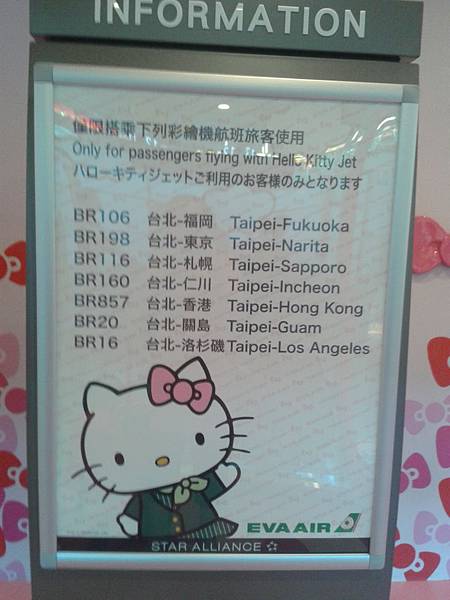 INFORMATION
僅限搭乘下列彩繪機航班旅客使用
Only for passengers flying with Hello Kitty Jet
ハローキティジェットご利用のお客様のみとなります
BR106 台北-福岡 Taipei-Fukuoka
BR198 台北-東京 Taipei-Narita
BR116 台北-札幌 Taipei-Sapporo
BR160 台北-仁川 Taipei-Incheon
BR857 台北-香港 Taipei-Hong Kong
BR20 台北-關島 Taipei-Guam
BR16 台北-洛杉磯 Taipei-Los Angeles
EVA AIR
STAR ALLIANCE